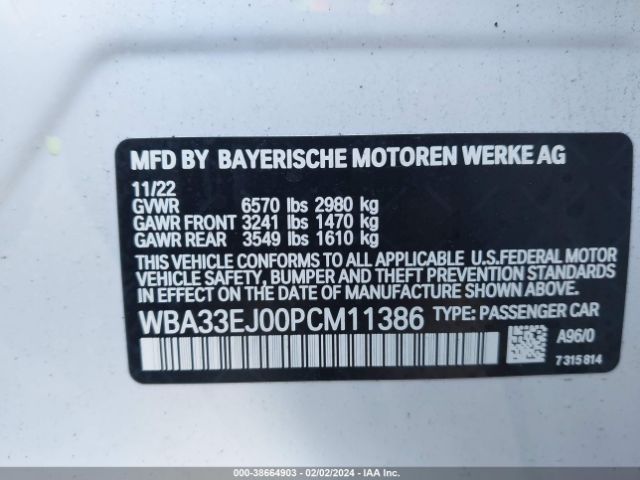 MFD BY BAYERISCHE MOTOREN WERKE AG
11/22
GVWR 6570 lbs 2980 kg
GAWR FRONT 3241 lbs 1470 kg
GAWR REAR 3549 lbs 1610 kg
THIS VEHICLE CONFORMS TO ALL APPLICABLE U.S.FEDERAL MOTOR
VEHICLE SAFETY, BUMPER AND THEFT PREVENTION STANDARDS
IN EFFECT ON THE DATE OF MANUFACTURE SHOWN ABOVE.
WBA33EJ00PCM11386 TYPE: PASSENGER CAR
A96/0
7 315 814
000-38664903 - 02/02/2024 - IAA Inc.